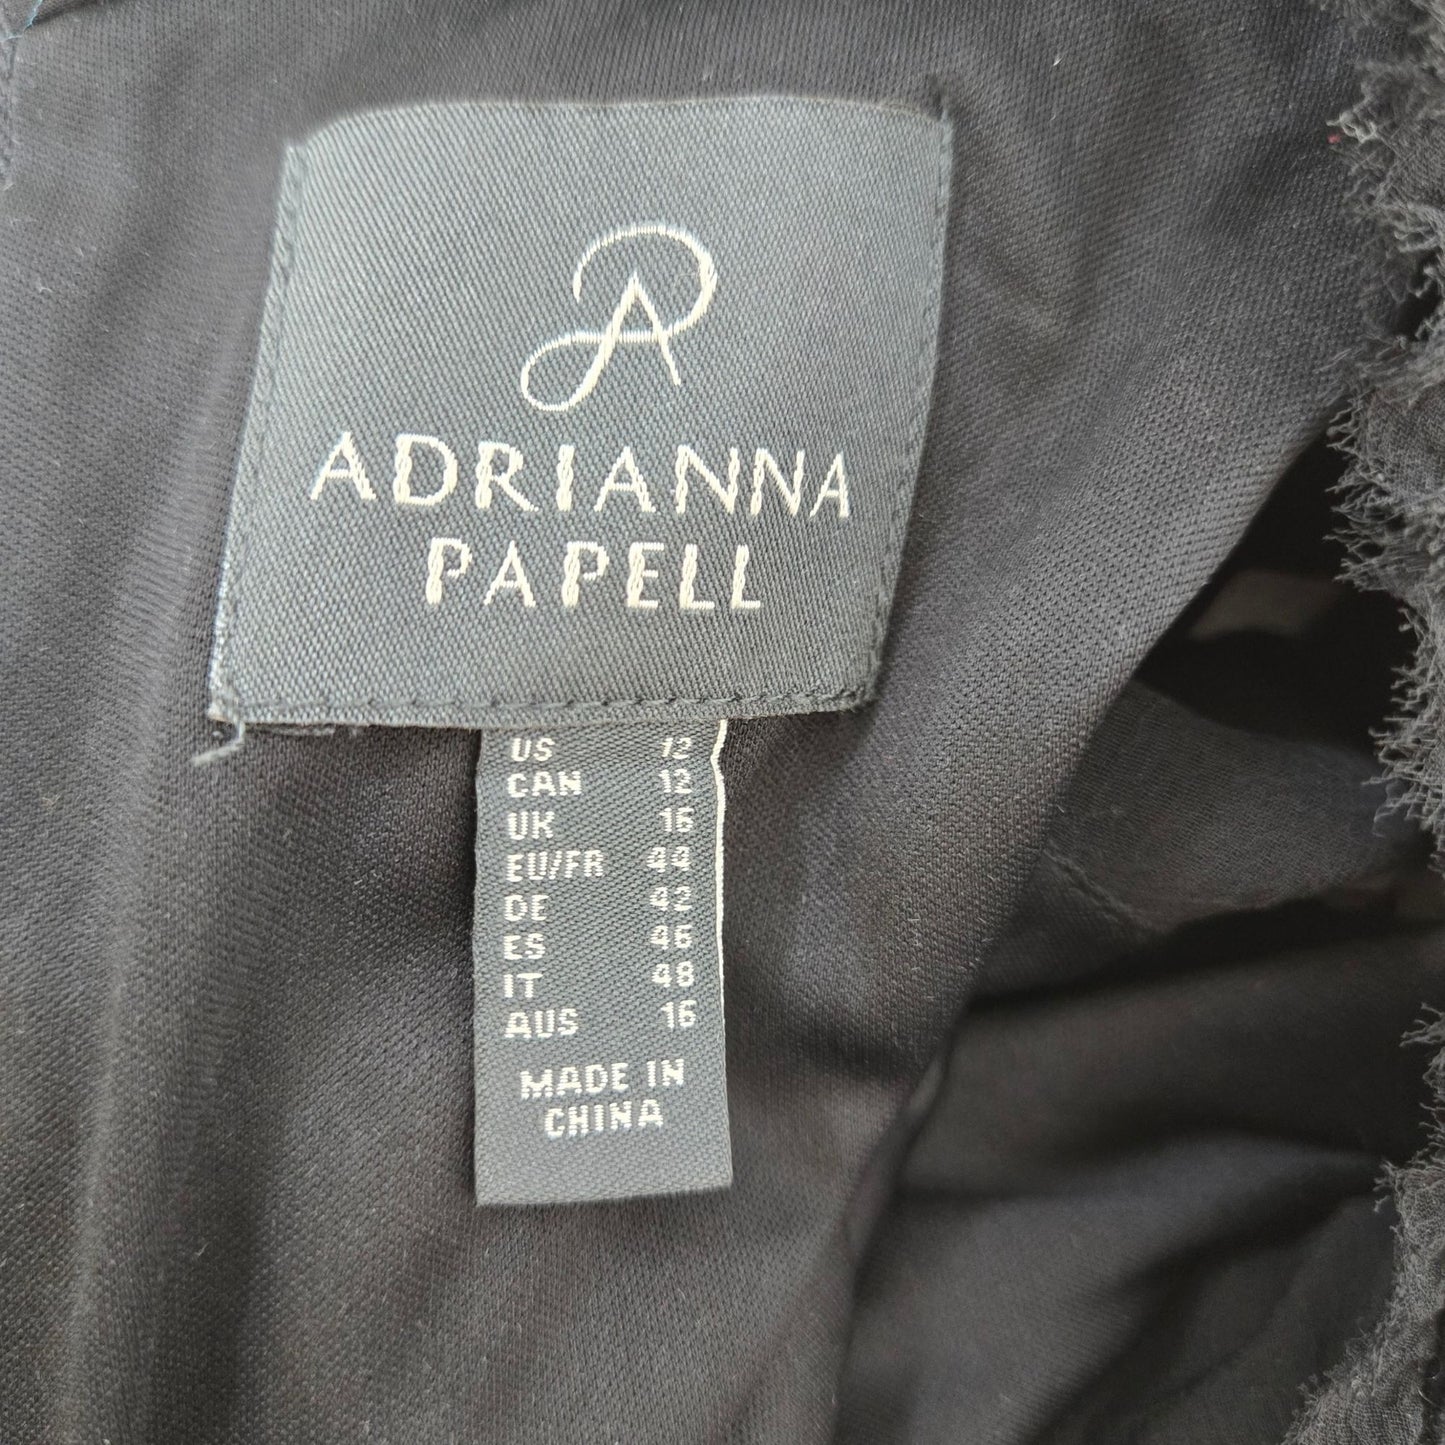 ADRIANNA
PAPELL
US 12
CAN 12
UK 16
EU/FR 44
DE 42
ES 46
IT 48
AUS 16
MADE IN
CHINA